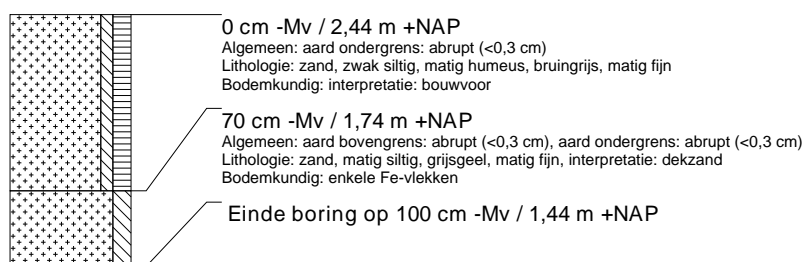 0 cm -Mv / 2,44 m +NAP
Algemeen: aard ondergrens: abrupt (<0,3 cm)
Lithologie: zand, zwak siltig, matig humeus, bruingrijs, matig fijn
Bodemkundig: interpretatie: bouwvoor
70 cm -Mv / 1,74 m +NAP
Algemeen: aard bovengrens: abrupt (<0,3 cm), aard ondergrens: abrupt (<0,3 cm)
Lithologie: zand, matig siltig, grijsgeel, matig fijn, interpretatie: dekzand
Bodemkundig: enkele Fe-vlekken
Einde boring op 100 cm -Mv / 1,44 m +NAP